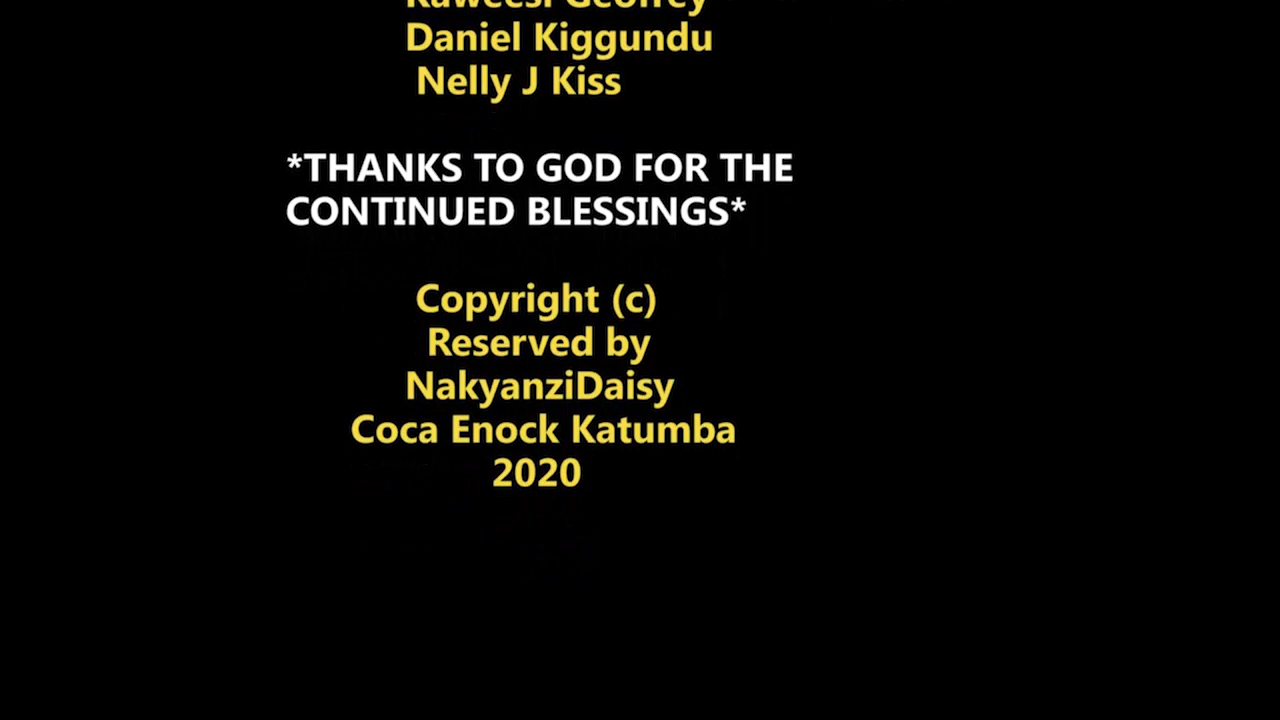 Kaweesi Geoffrey
Daniel Kiggundu
Nelly J Kiss
*THANKS TO GOD FOR THE
CONTINUED BLESSINGS*
Copyright (c)
Reserved by
NakyanziDaisy
Coca Enock Katumba
2020